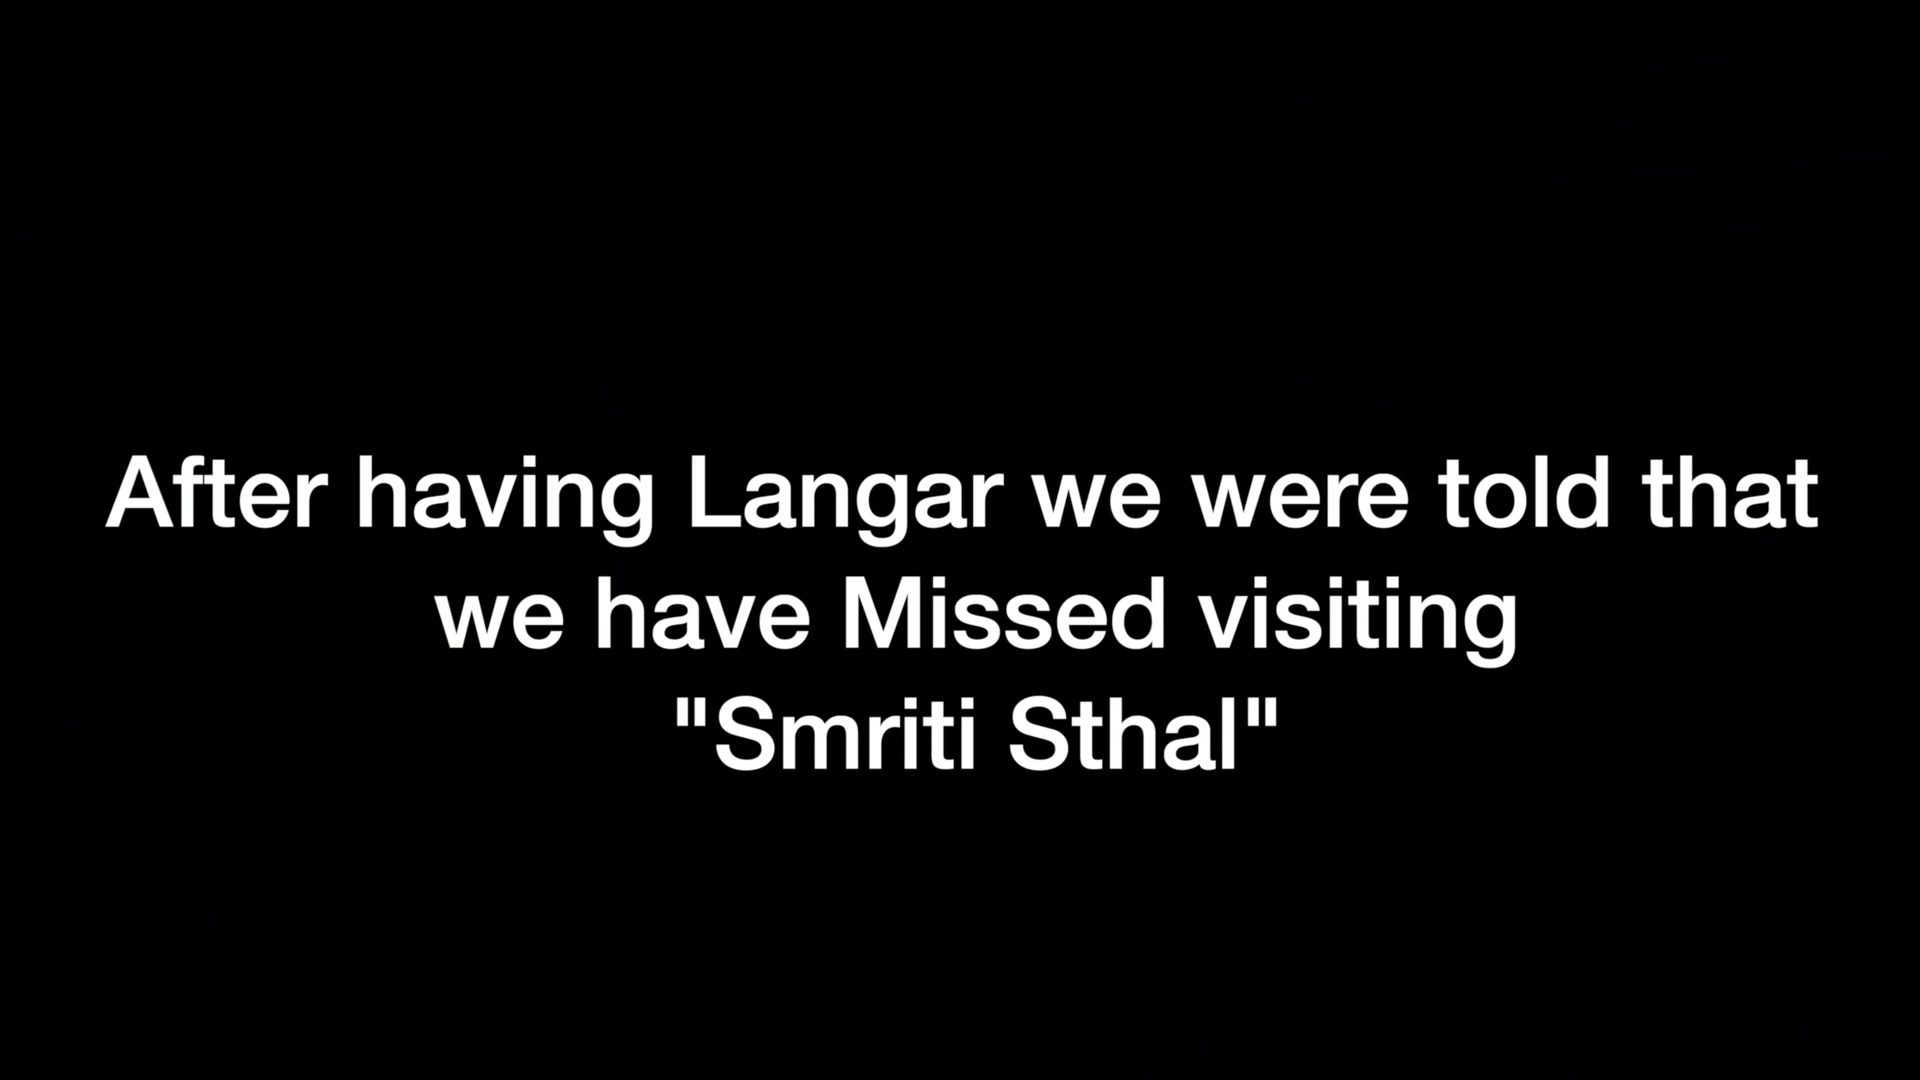 After having Langar we were told that
we have Missed visiting
"Smriti Sthal"